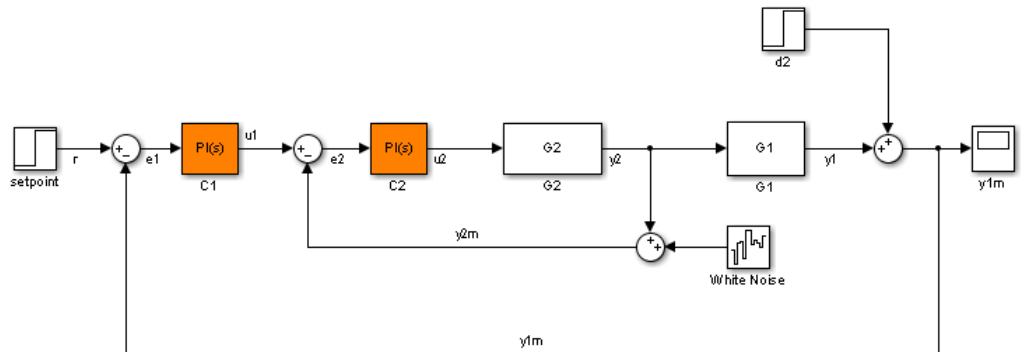 d2
setpoint
r
+
−
e1
PI(s)
C1
u1
+
−
e2
PI(s)
C2
u2
G2
G2
y2
G1
G1
y1
+
+
y1m
y2m
+
+
White Noise
y1m